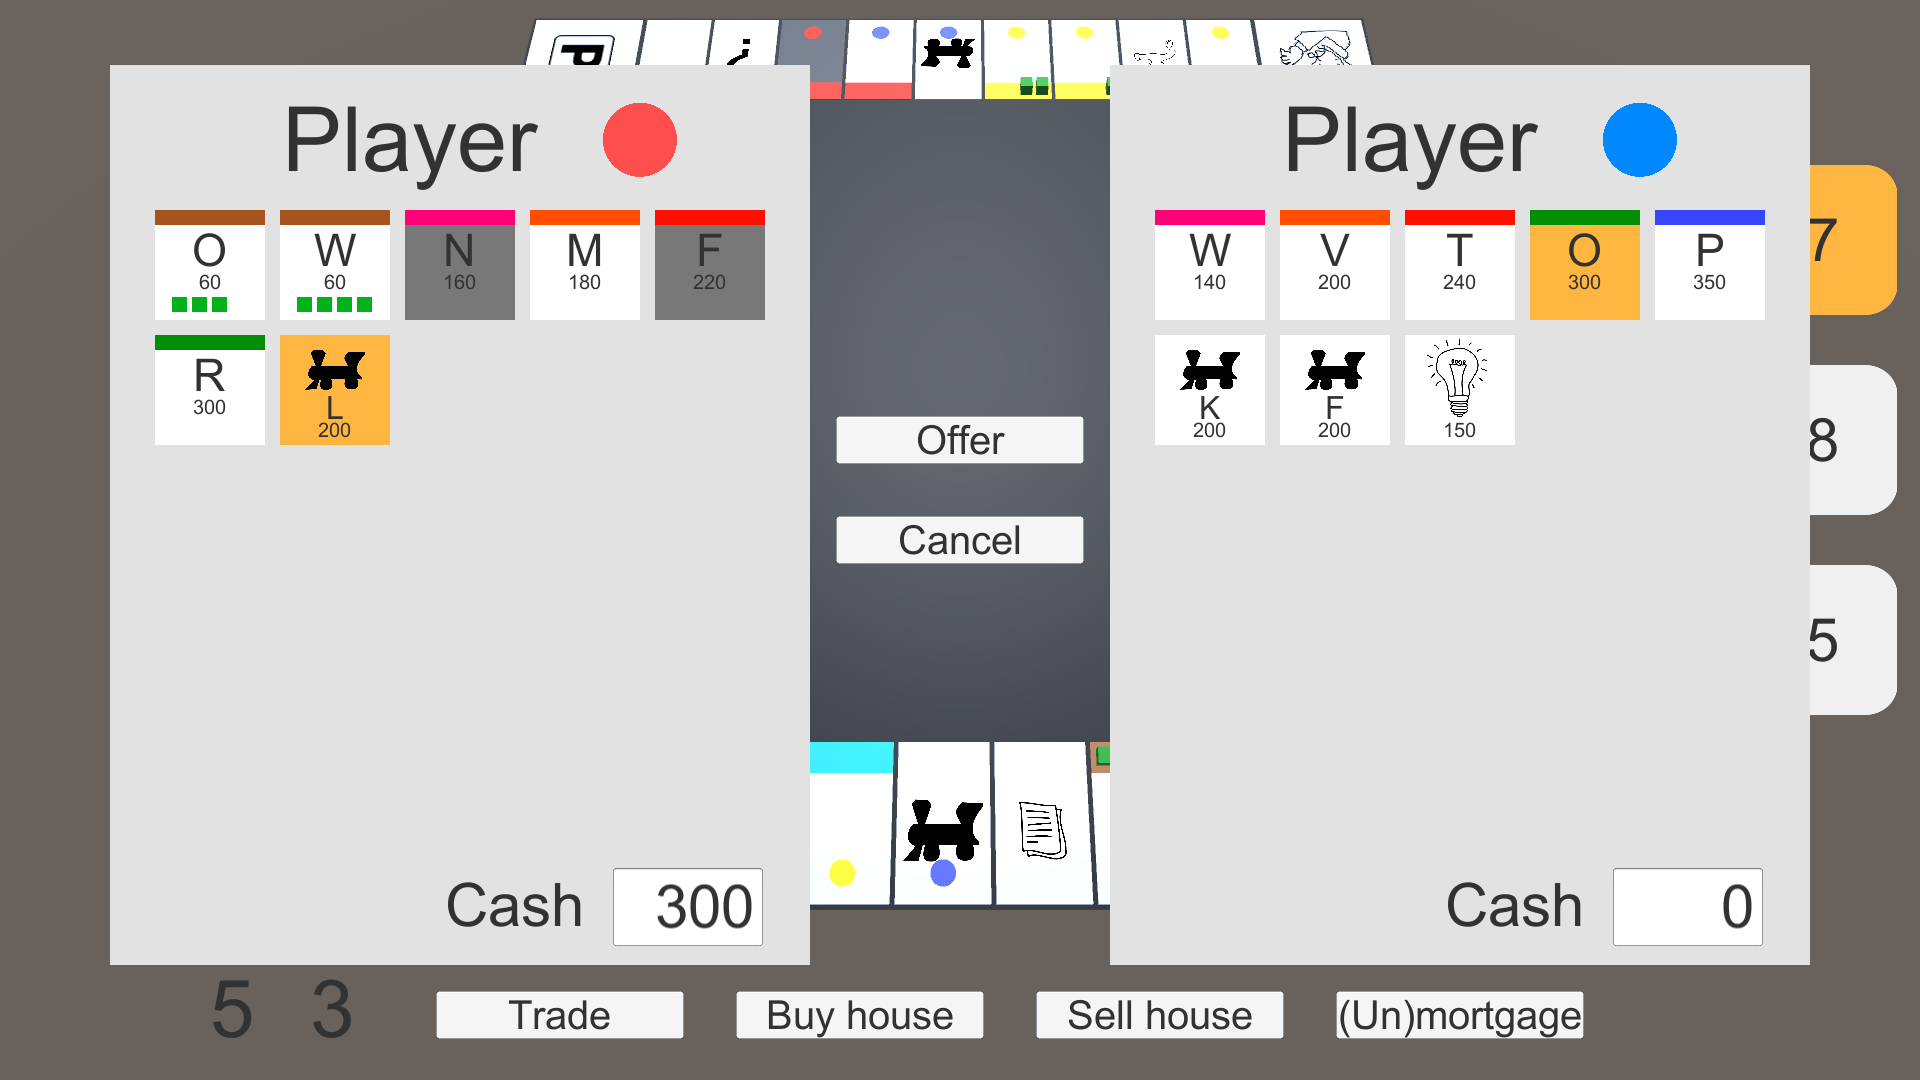 P
Player
Player
O
60
W
60
N
160
M
180
F
220
W
140
V
200
T
240
O
300
P
350
7
R
300
L
200
K
200
F
200
150
Offer
8
Cancel
5
Cash
300
Cash
0
5 3
Trade
Buy house
Sell house
(Un)mortgage